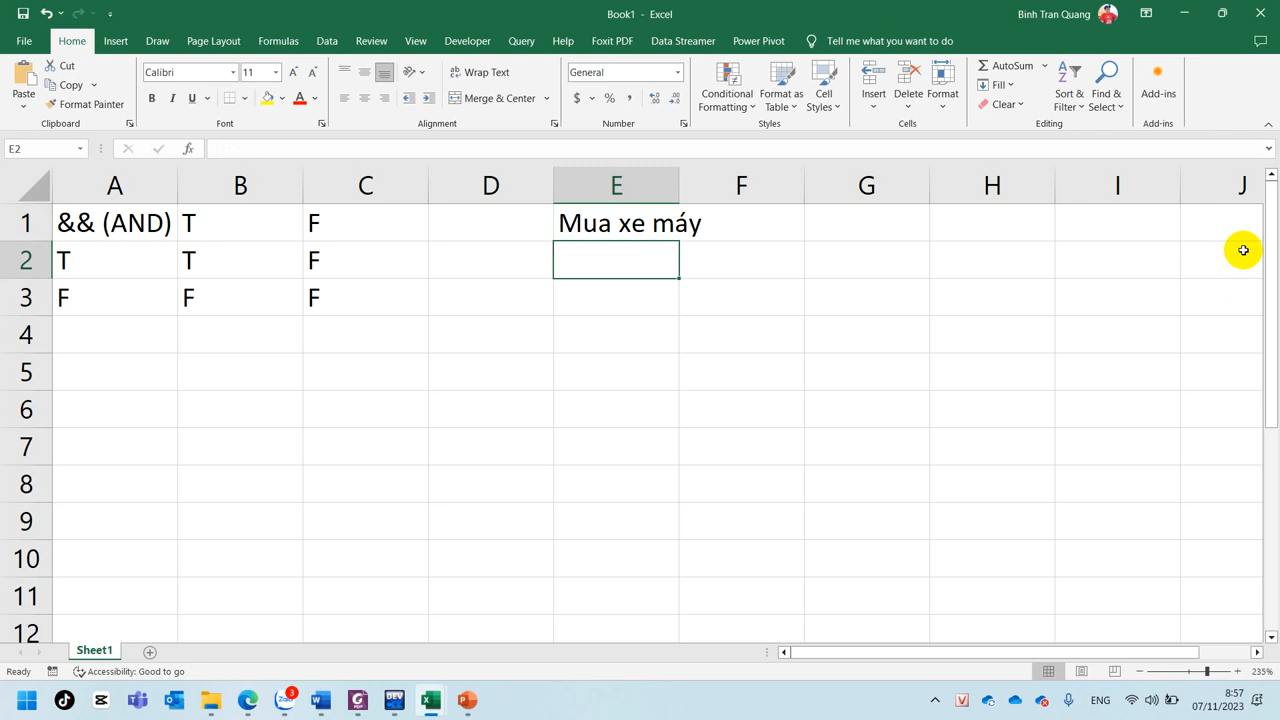 Book1 - Excel
Binh Tran Quang
File Home Insert Draw Page Layout Formulas Data Review View Developer Query Help Foxit PDF Data Streamer Power Pivot Tell me what you want to do
Paste
Cut
Copy
Format Painter
Clipboard
Calibri 11
B I U
A
Font
Wrap Text
Merge & Center
Alignment
General
$ % ,
Number
Conditional Formatting
Format as Table
Cell Styles
Styles
Insert Delete Format
Cells
AutoSum
Fill
Clear
Sort & Filter
Find & Select
Editing
Add-ins
Add-ins
E2
fx
A B C D E F G H I J
1 && (AND) T F Mua xe máy
2 T T F
3 F F F
4
5
6
7
8
9
10
11
12
Sheet1
Ready Accessibility: Good to go 235%
Zalo 3 DEV ENG 8:57
07/11/2023